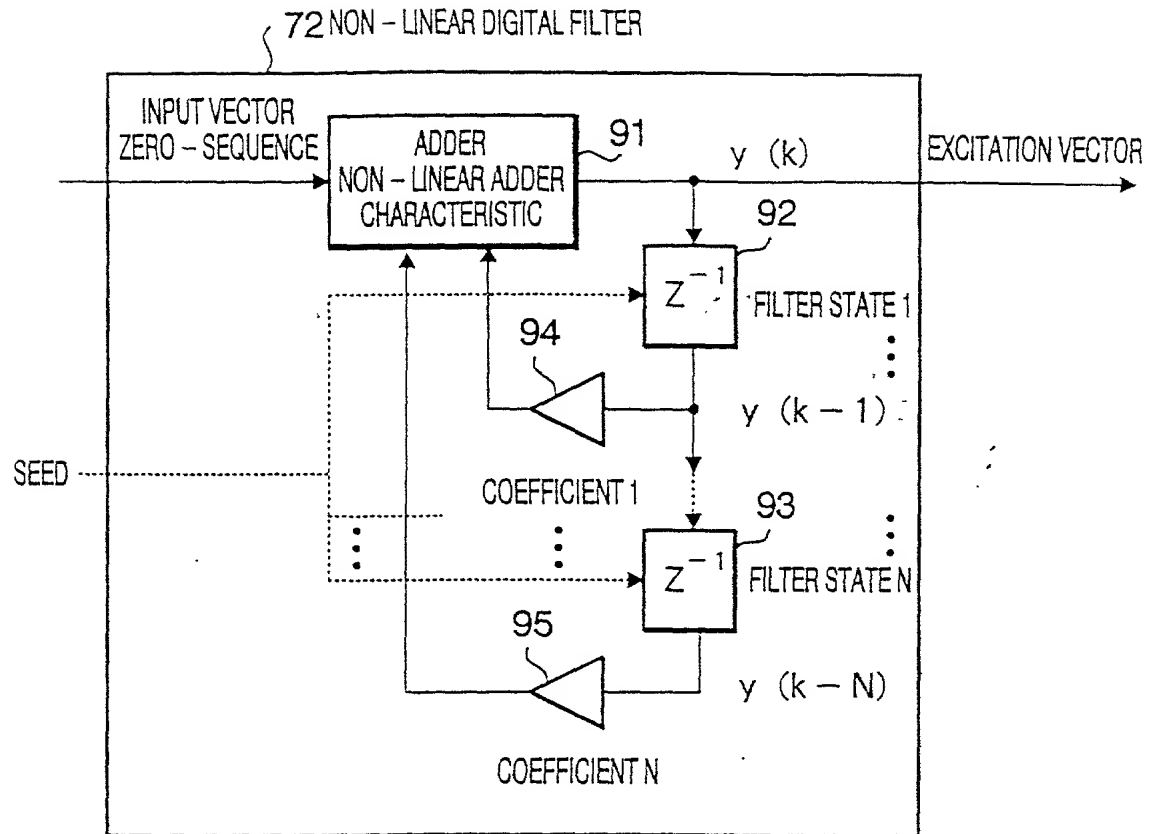 72 NON - LINEAR DIGITAL FILTER
INPUT VECTOR
ZERO - SEQUENCE
ADDER
NON - LINEAR ADDER
CHARACTERISTIC
91
y (k)
EXCITATION VECTOR
92
Z⁻¹
FILTER STATE 1
94
y (k - 1)
SEED
COEFFICIENT 1
93
Z⁻¹
FILTER STATE N
95
y (k - N)
COEFFICIENT N